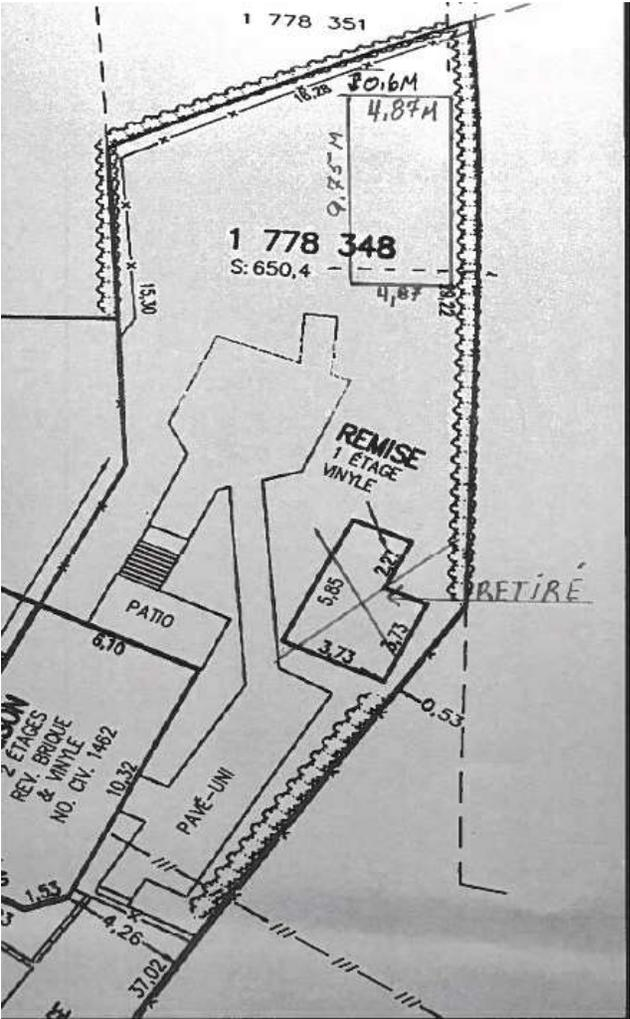 1 778 351
18,28
0,6M
4,87M
9,75M
1 778 348
S: 650,4
4,87
15,30
REMISE
1 ÉTAGE
VINYLE
2,27
5,85
3,73
3,73
RETIRÉ
PATIO
6,10
0,53
2 ÉTAGES
REV. BRIQUE
& VINYLE
NO. CIV. 1462
10,32
PAVÉ-UNI
1,53
4,26
37,02